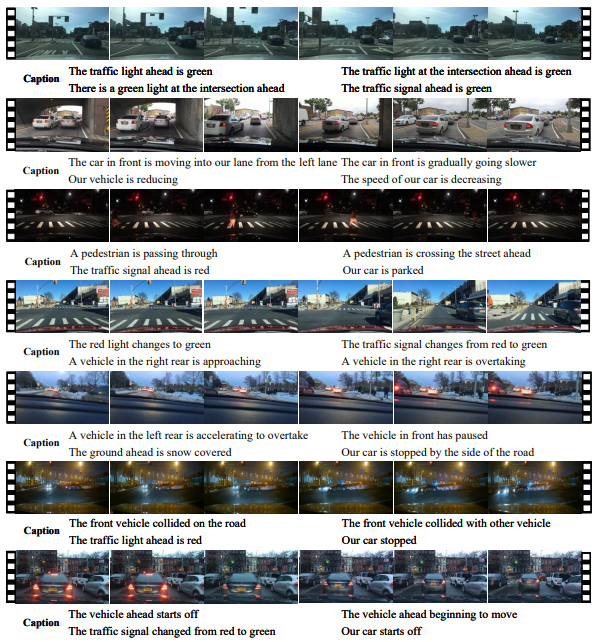 Caption
The traffic light ahead is green The traffic light at the intersection ahead is green
There is a green light at the intersection ahead The traffic signal ahead is green
Caption
The car in front is moving into our lane from the left lane The car in front is gradually going slower
Our vehicle is reducing The speed of our car is decreasing
Caption
A pedestrian is passing through A pedestrian is crossing the street ahead
The traffic signal ahead is red Our car is parked
Caption
The red light changes to green The traffic signal changes from red to green
A vehicle in the right rear is approaching A vehicle in the right rear is overtaking
Caption
A vehicle in the left rear is accelerating to overtake The vehicle in front has paused
The ground ahead is snow covered Our car is stopped by the side of the road
Caption
The front vehicle collided on the road The front vehicle collided with other vehicle
The traffic light ahead is red Our car stopped
Caption
The vehicle ahead starts off The vehicle ahead beginning to move
The traffic signal changed from red to green Our car starts off